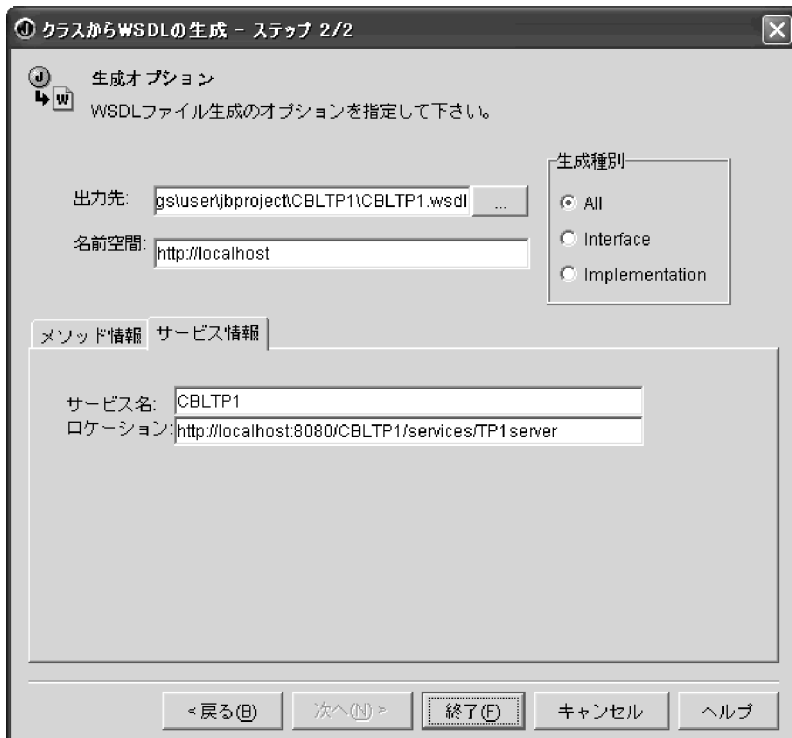 クラスからWSDLの生成 - ステップ 2/2
生成オプション
WSDLファイル生成のオプションを指定して下さい。
生成種別
出力先: gs\user\jbproject\CBLTP1\CBLTP1.wsdl ...
All
名前空間: http://localhost
Interface
Implementation
メソッド情報 サービス情報
サービス名: CBLTP1
ロケーション: http://localhost:8080/CBLTP1/services/TP1server
<戻る(B) 次へ(N) > 終了(F) キャンセル ヘルプ